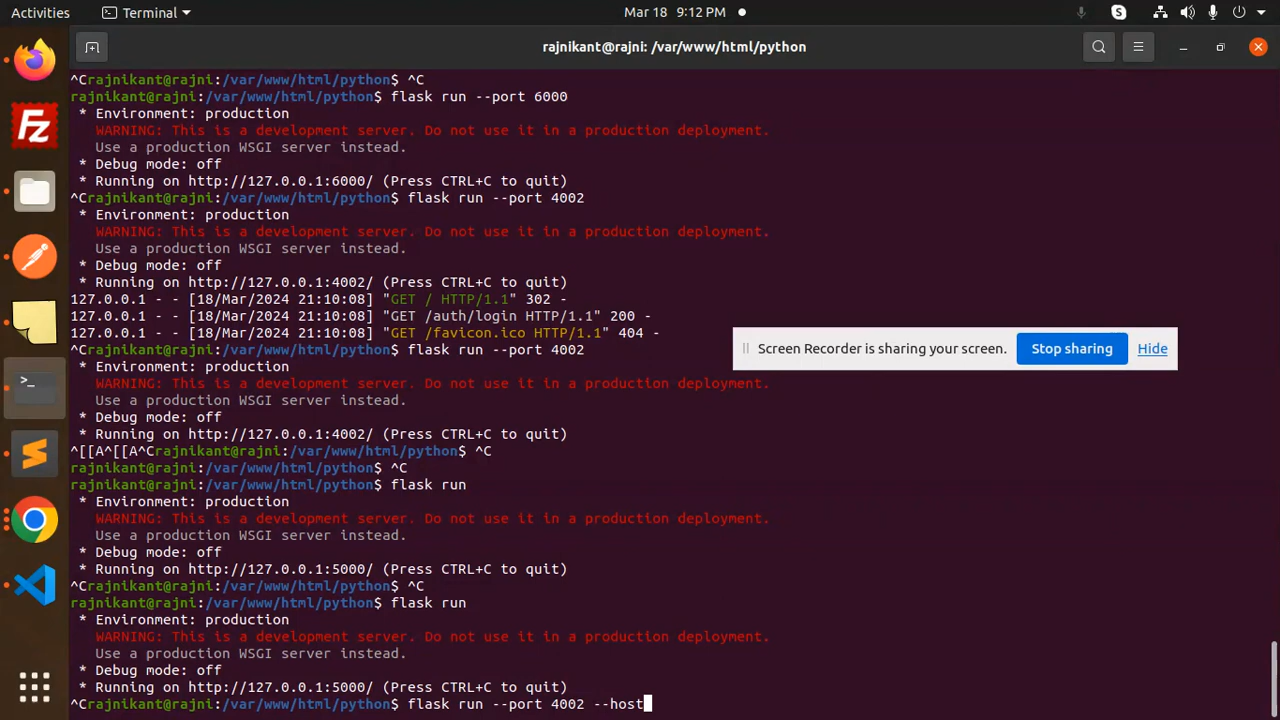 Activities
Terminal
Mar 18 9:12 PM
rajnikant@rajni: /var/www/html/python
^Crajnikant@rajni:/var/www/html/python$ ^C
rajnikant@rajni:/var/www/html/python$ flask run --port 6000
* Environment: production
WARNING: This is a development server. Do not use it in a production deployment.
Use a production WSGI server instead.
* Debug mode: off
* Running on http://127.0.0.1:6000/ (Press CTRL+C to quit)
^Crajnikant@rajni:/var/www/html/python$ flask run --port 4002
* Environment: production
WARNING: This is a development server. Do not use it in a production deployment.
Use a production WSGI server instead.
* Debug mode: off
* Running on http://127.0.0.1:4002/ (Press CTRL+C to quit)
127.0.0.1 - - [18/Mar/2024 21:10:08] "GET / HTTP/1.1" 302 -
127.0.0.1 - - [18/Mar/2024 21:10:08] "GET /auth/login HTTP/1.1" 200 -
127.0.0.1 - - [18/Mar/2024 21:10:08] "GET /favicon.ico HTTP/1.1" 404 -
^Crajnikant@rajni:/var/www/html/python$ flask run --port 4002
* Environment: production
WARNING: This is a development server. Do not use it in a production deployment.
Use a production WSGI server instead.
* Debug mode: off
* Running on http://127.0.0.1:4002/ (Press CTRL+C to quit)
^[[A^[[A^Crajnikant@rajni:/var/www/html/python$ ^C
rajnikant@rajni:/var/www/html/python$ ^C
rajnikant@rajni:/var/www/html/python$ flask run
* Environment: production
WARNING: This is a development server. Do not use it in a production deployment.
Use a production WSGI server instead.
* Debug mode: off
* Running on http://127.0.0.1:5000/ (Press CTRL+C to quit)
^Crajnikant@rajni:/var/www/html/python$ ^C
rajnikant@rajni:/var/www/html/python$ flask run
* Environment: production
WARNING: This is a development server. Do not use it in a production deployment.
Use a production WSGI server instead.
* Debug mode: off
* Running on http://127.0.0.1:5000/ (Press CTRL+C to quit)
^Crajnikant@rajni:/var/www/html/python$ flask run --port 4002 --host
Screen Recorder is sharing your screen.
Stop sharing
Hide
Fz
>_
S